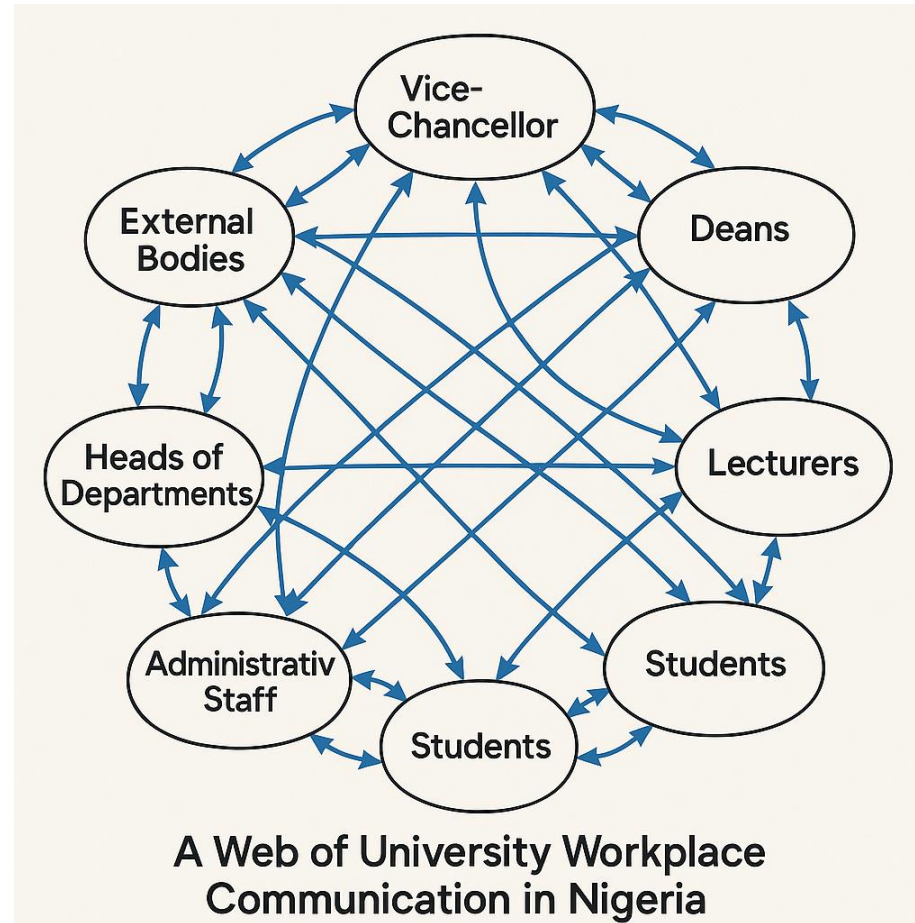 Vice-
Chancellor
External
Bodies
Deans
Heads of
Departments
Lecturers
Administrativ
Staff
Students
Students
A Web of University Workplace
Communication in Nigeria